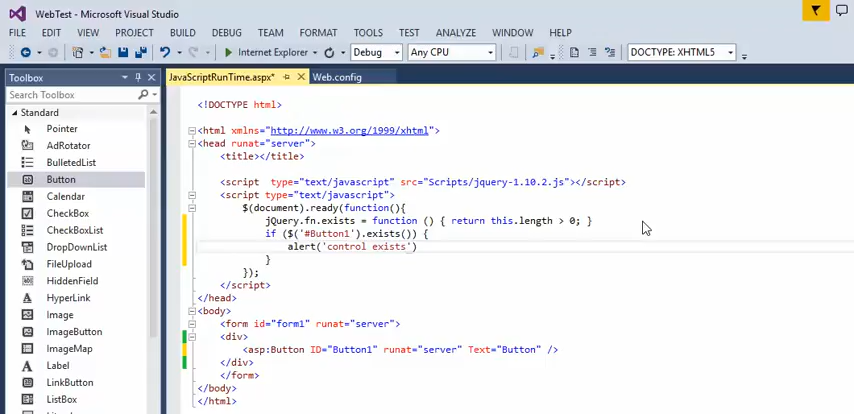 WebTest - Microsoft Visual Studio
FILE EDIT VIEW PROJECT BUILD DEBUG TEAM FORMAT TOOLS TEST ANALYZE WINDOW HELP
Internet Explorer Debug Any CPU DOCTYPE: XHTML5
Toolbox
Search Toolbox
Standard
Pointer
AdRotator
BulletedList
Button
Calendar
CheckBox
CheckBoxList
DropDownList
FileUpload
HiddenField
HyperLink
Image
ImageButton
ImageMap
Label
LinkButton
ListBox
JavaScriptRunTime.aspx* Web.config
<!DOCTYPE html>
<html xmlns="http://www.w3.org/1999/xhtml">
<head runat="server">
<title></title>
<script type="text/javascript" src="Scripts/jquery-1.10.2.js"></script>
<script type="text/javascript">
$(document).ready(function(){
jQuery.fn.exists = function () { return this.length > 0; }
if ($('#Button1').exists()) {
alert('control exists')
}
});
</script>
</head>
<body>
<form id="form1" runat="server">
<div>
<asp:Button ID="Button1" runat="server" Text="Button" />
</div>
</form>
</body>
</html>